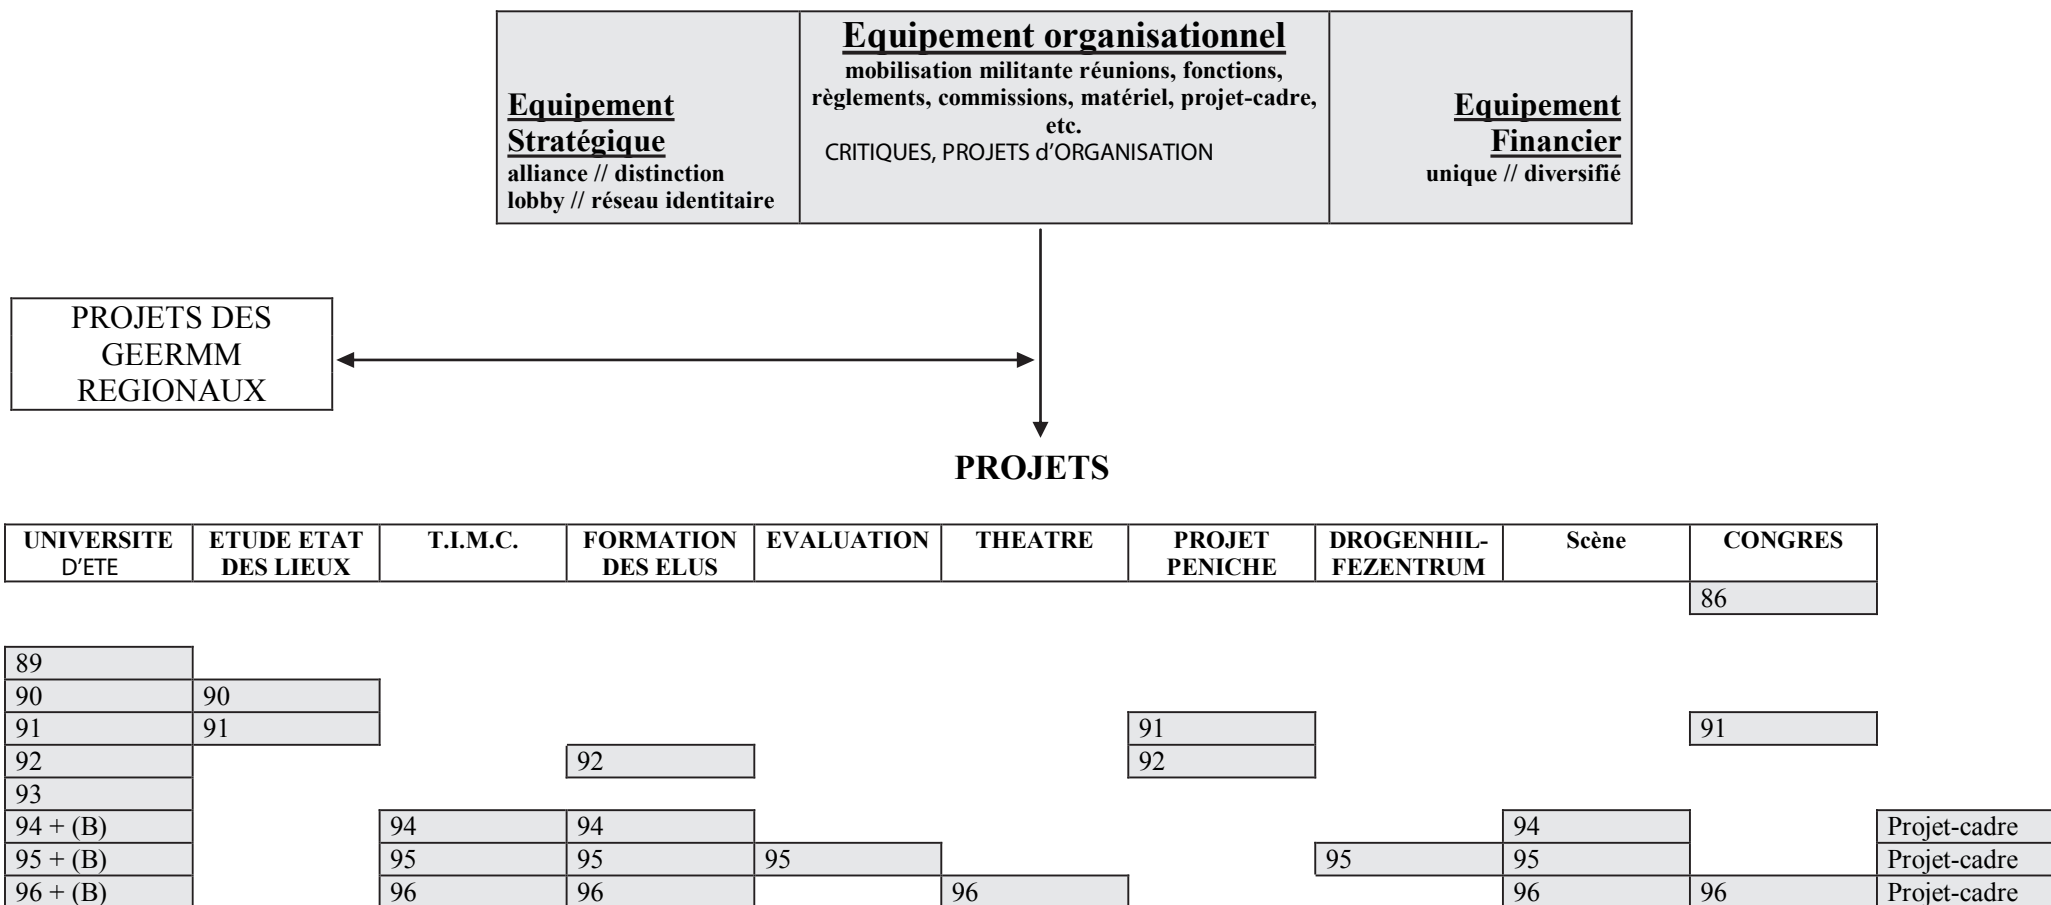 Equipement
Stratégique
alliance // distinction
lobby // réseau identitaire
Equipement organisationnel
mobilisation militante réunions, fonctions,
règlements, commissions, matériel, projet-cadre,
etc.
CRITIQUES, PROJETS d'ORGANISATION
Equipement
Financier
unique // diversifié
PROJETS DES
GEERMM
REGIONAUX
PROJETS
UNIVERSITE
D'ETE
ETUDE ETAT
DES LIEUX
T.I.M.C.
FORMATION
DES ELUS
EVALUATION
THEATRE
PROJET
PENICHE
DROGENHIL-
FEZENTRUM
Scène
CONGRES
86
89
90 90
91 91 91 91
92 92 92
93
94 + (B) 94 94 94 Projet-cadre
95 + (B) 95 95 95 95 95 Projet-cadre
96 + (B) 96 96 96 96 96 Projet-cadre